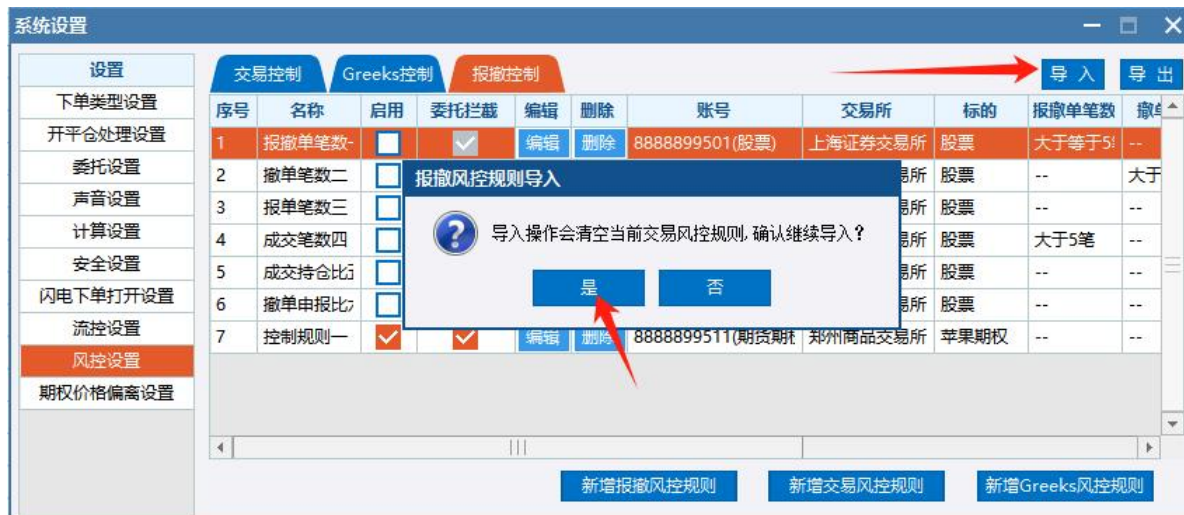 系统设置
设置
下单类型设置
开平仓处理设置
委托设置
声音设置
计算设置
安全设置
闪电下单打开设置
流控设置
风控设置
期权价格偏离设置
交易控制 Greeks控制 报撤控制 导入 导出
序号 名称 启用 委托拦截 编辑 删除 账号 交易所 标的 报撤单笔数 撤单
1 报撤单笔数- 编辑 删除 8888899501(股票) 上海证券交易所 股票 大于等于5 --
2 撤单笔数二 易所 股票 -- 大于
3 报单笔数三 易所 股票 -- --
4 成交笔数四 易所 股票 大于5笔 --
5 成交持仓比 易所 股票 -- --
6 撤单申报比 易所 股票 -- --
7 控制规则一 编辑 删除 8888899511(期货期权 郑州商品交易所 苹果期权 -- --
报撤风控规则导入
导入操作会清空当前交易风控规则,确认继续导入?
是 否
新增报撤风控规则 新增交易风控规则 新增Greeks风控规则